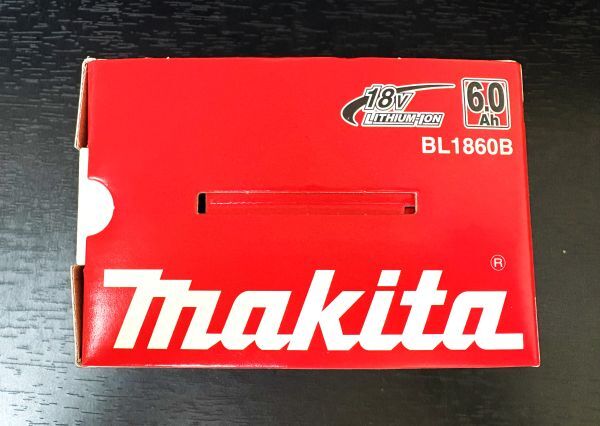 18V
LITHIUM-ION
6.0
Ah
BL1860B
makita®